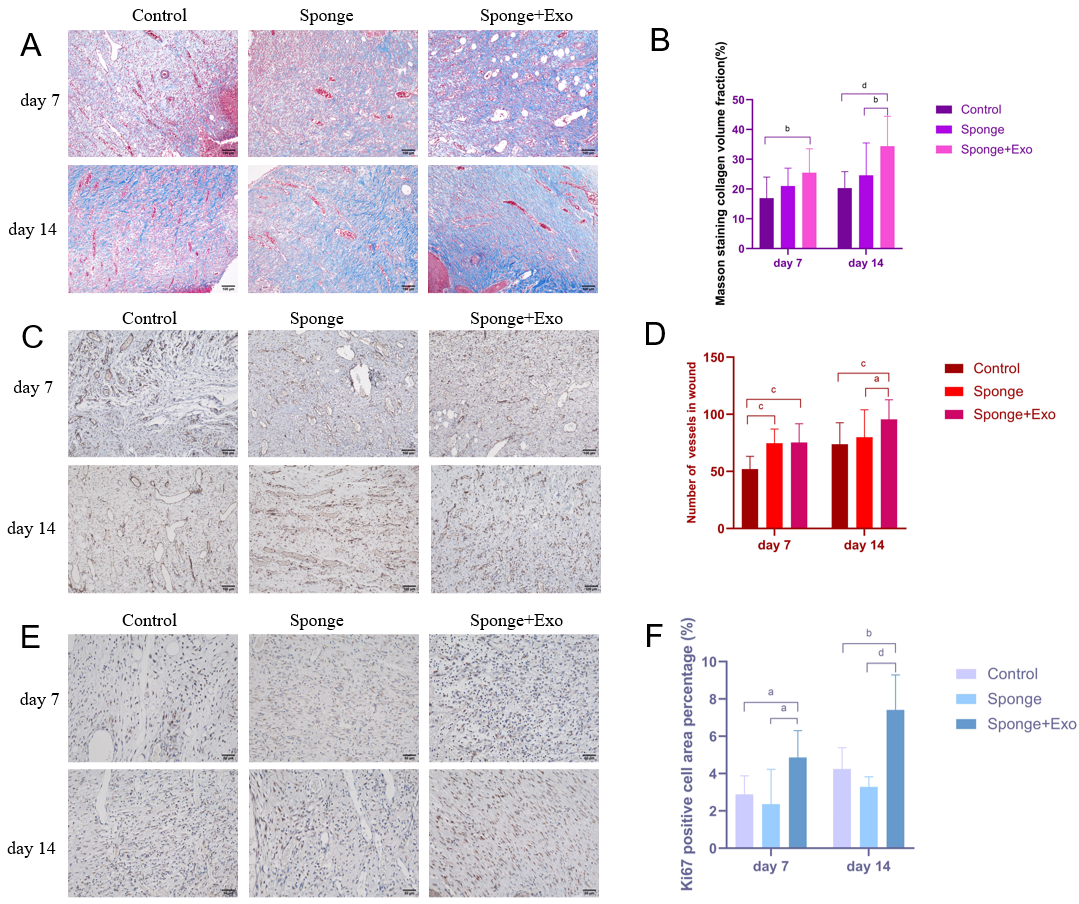 Control Sponge Sponge+Exo
A
day 7
day 14
B
Masson staining collagen volume fraction(%)
50
40
30
20
10
0
b
d
b
day 7 day 14
Control
Sponge
Sponge+Exo
C
Control Sponge Sponge+Exo
day 7
day 14
D
Number of vessels in wound
150
100
50
0
c
c
c
a
day 7 day 14
Control
Sponge
Sponge+Exo
E
Control Sponge Sponge+Exo
day 7
day 14
F
Ki67 positive cell area percentage (%)
10
8
6
4
2
0
a
a
b
d
day 7 day 14
Control
Sponge
Sponge+Exo